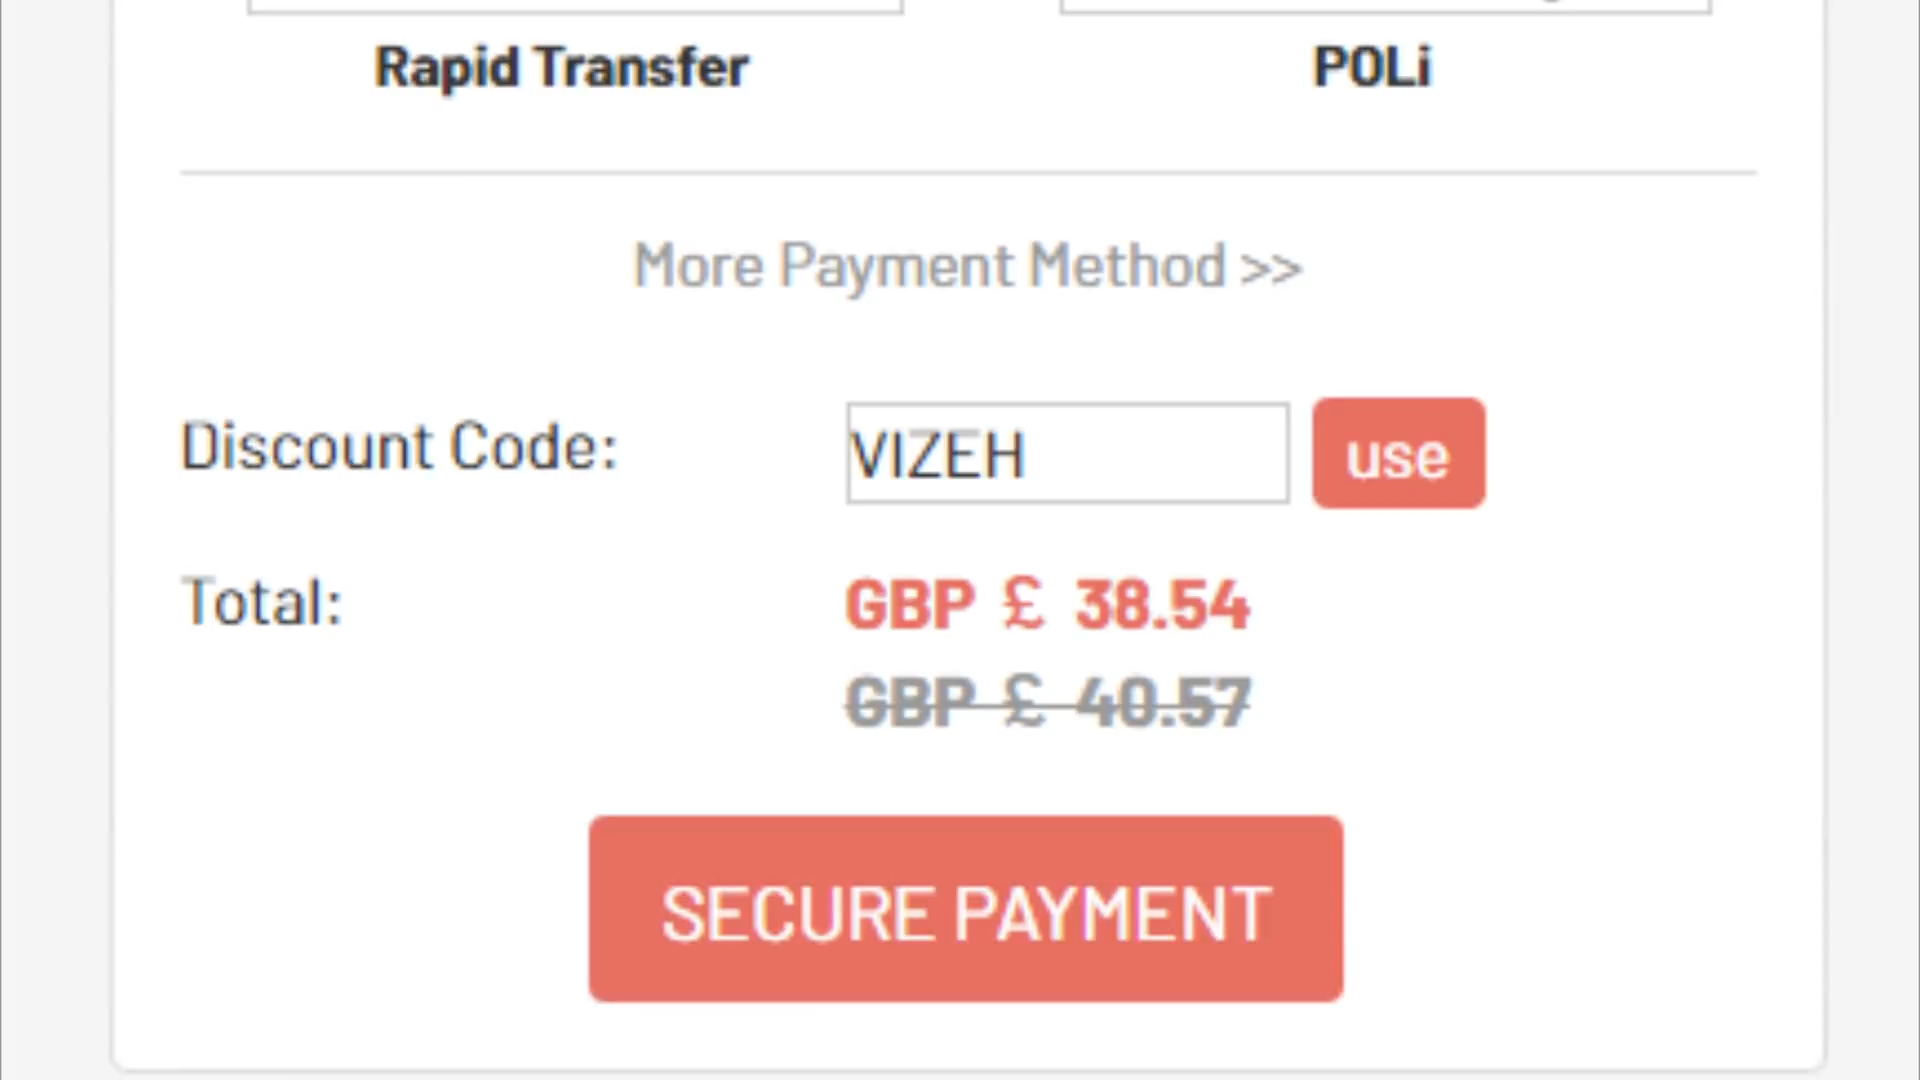 Rapid Transfer
POLi
More Payment Method >>
Discount Code:
VIZEH
use
Total:
GBP £ 38.54
GBP £ 40.57
SECURE PAYMENT